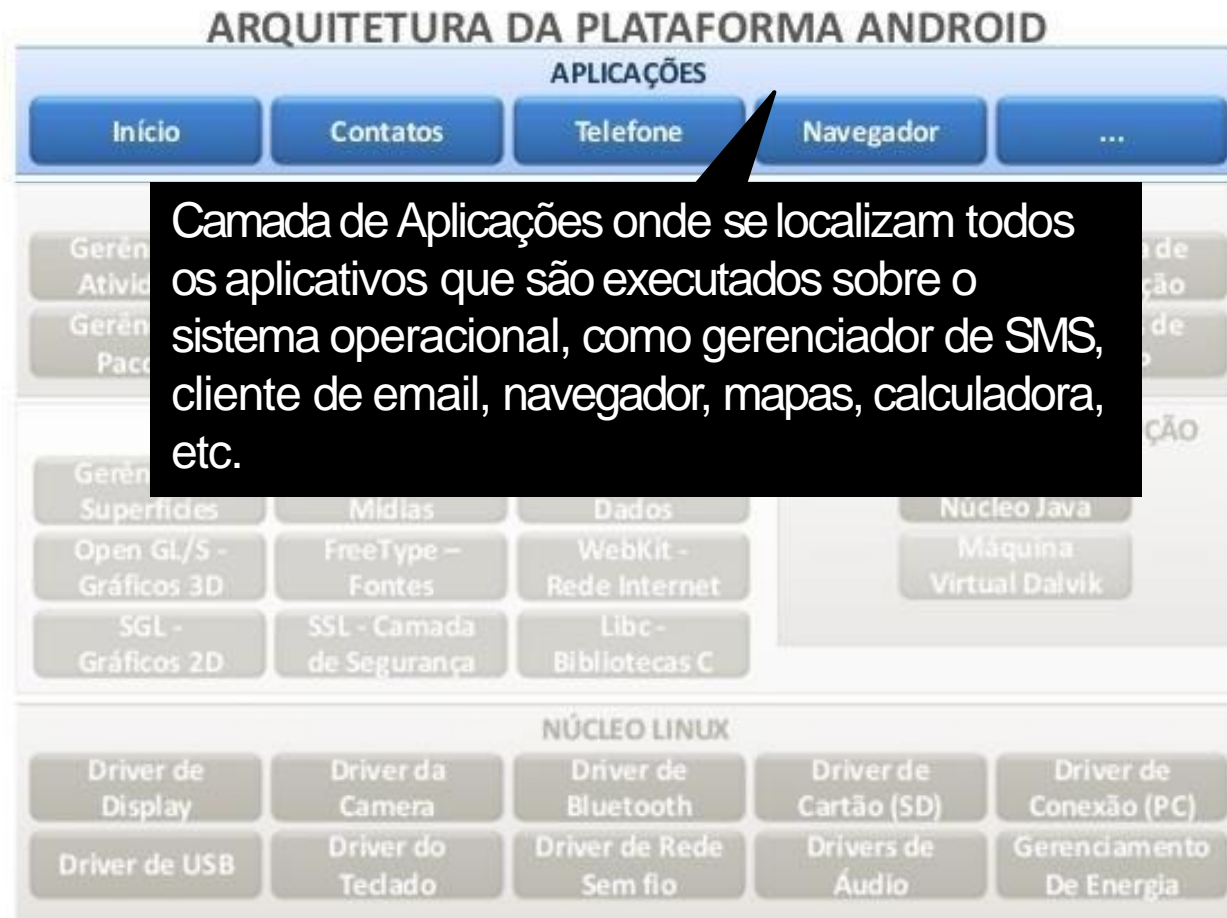 ARQUITETURA DA PLATAFORMA ANDROID
APLICAÇÕES
Início
Contatos
Telefone
Navegador
...
Camada de Aplicações onde se localizam todos
os aplicativos que são executados sobre o
sistema operacional, como gerenciador de SMS,
cliente de email, navegador, mapas, calculadora,
etc.
de
de
Superfícies
Mídias
Dados
Núcleo Java
Open GL/S -
Gráficos 3D
FreeType –
Fontes
WebKit -
Rede Internet
Máquina
Virtual Dalvik
SGL -
Gráficos 2D
SSL - Camada
de Segurança
Libc -
Bibliotecas C
NÚCLEO LINUX
Driver de
Display
Driver da
Camera
Driver de
Bluetooth
Driver de
Cartão (SD)
Driver de
Conexão (PC)
Driver de USB
Driver do
Teclado
Driver de Rede
Sem fio
Drivers de
Áudio
Gerenciamento
De Energia